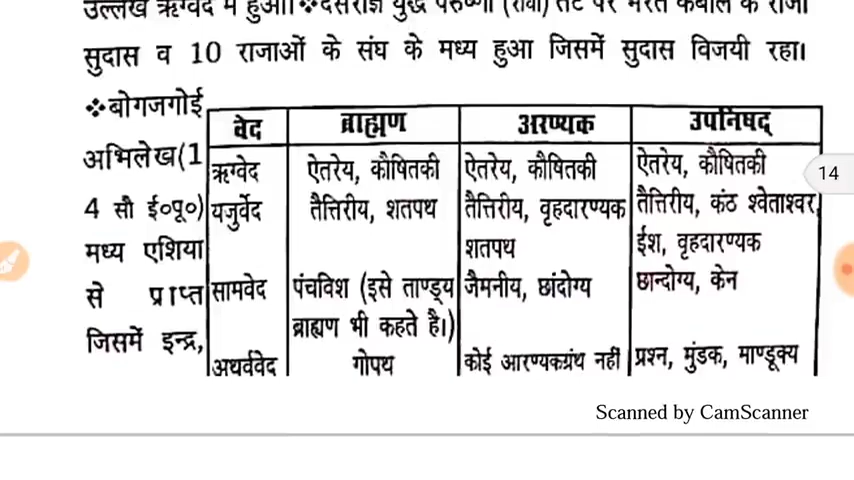 उल्लेख ऋग्वेद में हुआ। ❖दसराज्ञ युद्ध परुष्णी (रावी) तट पर भरत कबीले के राजा
सुदास व 10 राजाओं के संघ के मध्य हुआ जिसमें सुदास विजयी रहा।
❖बोगजगोई
अभिलेख(1
4 सी ई०पू०)
मध्य एशिया
से प्राप्त
जिसमें इन्द्र,
वेद ब्राह्मण अरण्यक उपनिषद्
ऋग्वेद ऐतरेय, कौषितकी ऐतरेय, कौषितकी ऐतरेय, कौषितकी
यजुर्वेद तैत्तिरीय, शतपथ तैत्तिरीय, वृहदारण्यक तैत्तिरीय, कंठ श्वेताश्वर,
शतपथ ईश, वृहदारण्यक
सामवेद पंचविश (इसे ताण्ड्य जैमनीय, छांदोग्य छान्दोग्य, केन
ब्राह्मण भी कहते है।)
अथर्ववेद गोपथ कोई आरण्यकग्रंथ नहीं प्रश्न, मुंडक, माण्डूक्य
14
Scanned by CamScanner